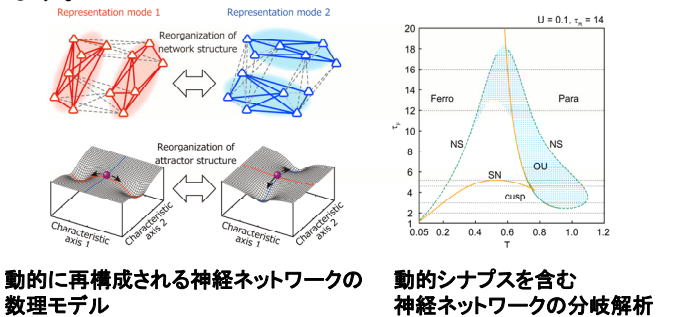 Representation mode 1
Representation mode 2
Reorganization of
network structure
Reorganization of
attractor structure
Characteristic
axis 1
Characteristic
axis 2
Characteristic
axis 1
Characteristic
axis 2
動的に再構成される神経ネットワークの
数理モデル
U = 0.1, τR = 14
20
18
16
14
12
10
8
6
4
2
1
τF
Ferro
Para
NS
NS
OU
SN
cusp
0.05 0.2 0.4 0.6 0.8 1.0 1.2
T
動的シナプスを含む
神経ネットワークの分岐解析